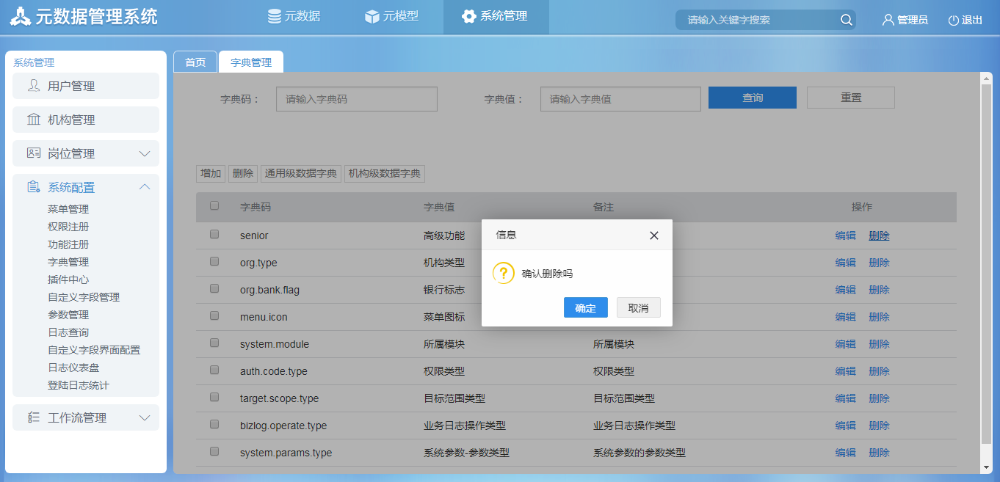 元数据管理系统 元数据 元模型 系统管理 请输入关键字搜索 管理员 退出
系统管理
用户管理
机构管理
岗位管理
系统配置
菜单管理
权限注册
功能注册
字典管理
插件中心
自定义字段管理
参数管理
日志查询
自定义字段界面配置
日志仪表盘
登陆日志统计
工作流管理
首页 字典管理
字典码： 请输入字典码 字典值： 请输入字典值 查询 重置
增加 删除 通用级数据字典 机构级数据字典
字典码 字典值 备注 操作
senior 高级功能 编辑 删除
org.type 机构类型 编辑 删除
org.bank.flag 银行标志 编辑 删除
menu.icon 菜单图标 编辑 删除
system.module 所属模块 所属模块 编辑 删除
auth.code.type 权限类型 权限类型 编辑 删除
target.scope.type 目标范围类型 目标范围类型 编辑 删除
bizlog.operate.type 业务日志操作类型 业务日志操作类型 编辑 删除
system.params.type 系统参数-参数类型 系统参数的参数类型 编辑 删除
信息
确认删除吗
确定 取消